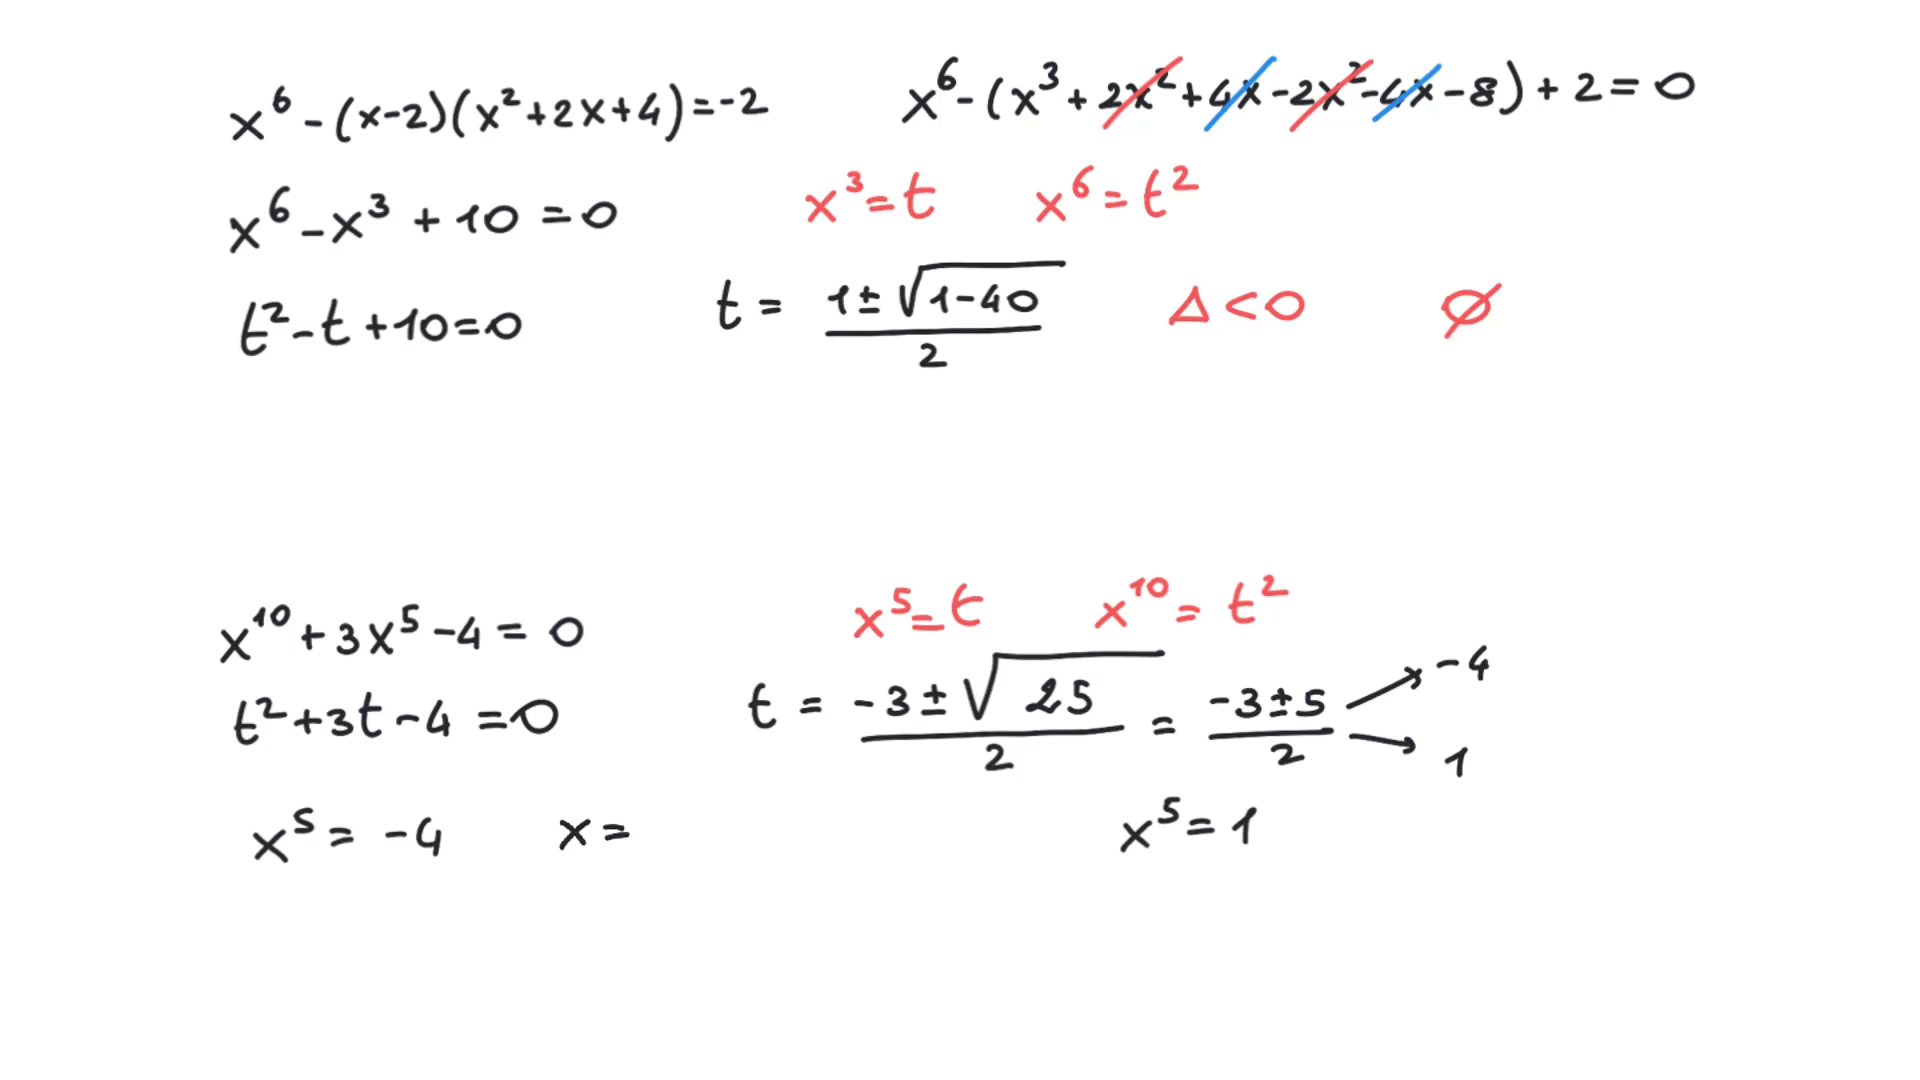 x⁶ - (x-2)(x²+2x+4) = -2    x⁶ - (x³ + 2x² + 4x - 2x² - 4x - 8) + 2 = 0
x⁶ - x³ + 10 = 0    x³ = t    x⁶ = t²
t² - t + 10 = 0    t = (1 ± √(1-40))/2    Δ < 0    ∅
x¹⁰ + 3x⁵ - 4 = 0    x⁵ = t    x¹⁰ = t²
t² + 3t - 4 = 0    t = (-3 ± √25)/2 = (-3 ± 5)/2    -4    1
x⁵ = -4    x =    x⁵ = 1